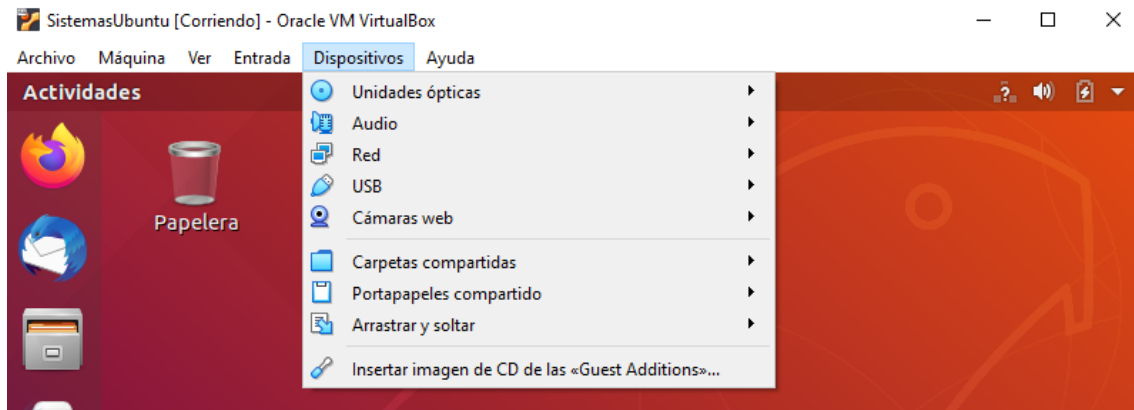 SistemasUbuntu [Corriendo] - Oracle VM VirtualBox
Archivo Máquina Ver Entrada Dispositivos Ayuda
Actividades
Unidades ópticas
Audio
Red
USB
Cámaras web
Papelera
Carpetas compartidas
Portapapeles compartido
Arrastrar y soltar
Insertar imagen de CD de las «Guest Additions»...